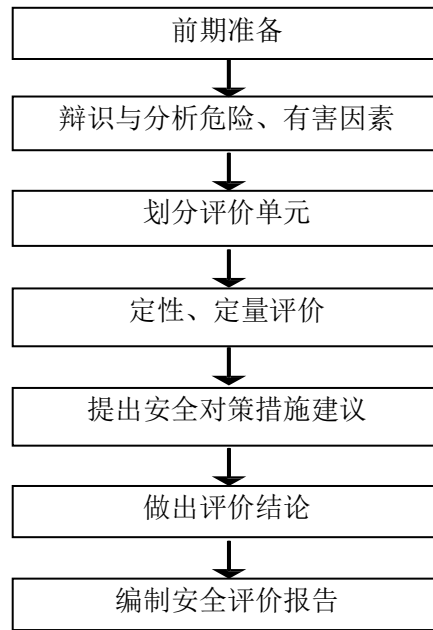 前期准备
辩识与分析危险、有害因素
划分评价单元
定性、定量评价
提出安全对策措施建议
做出评价结论
编制安全评价报告